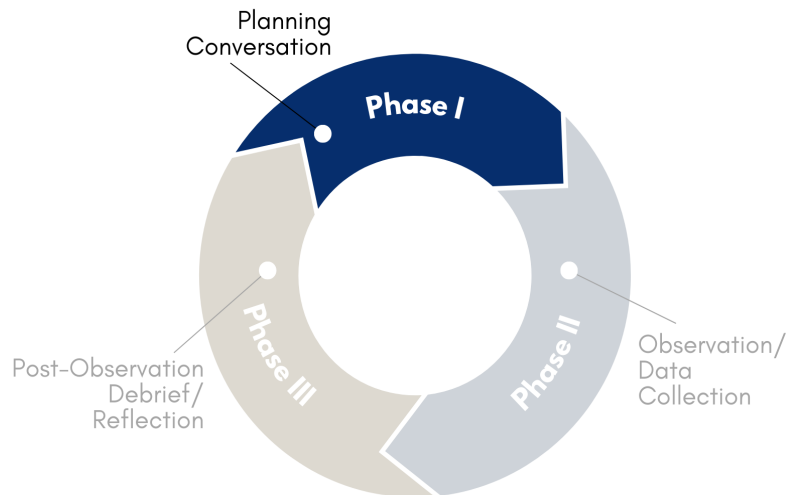 Planning
Conversation
Phase I
Phase II
Observation/
Data
Collection
Phase III
Post-Observation
Debrief/
Reflection